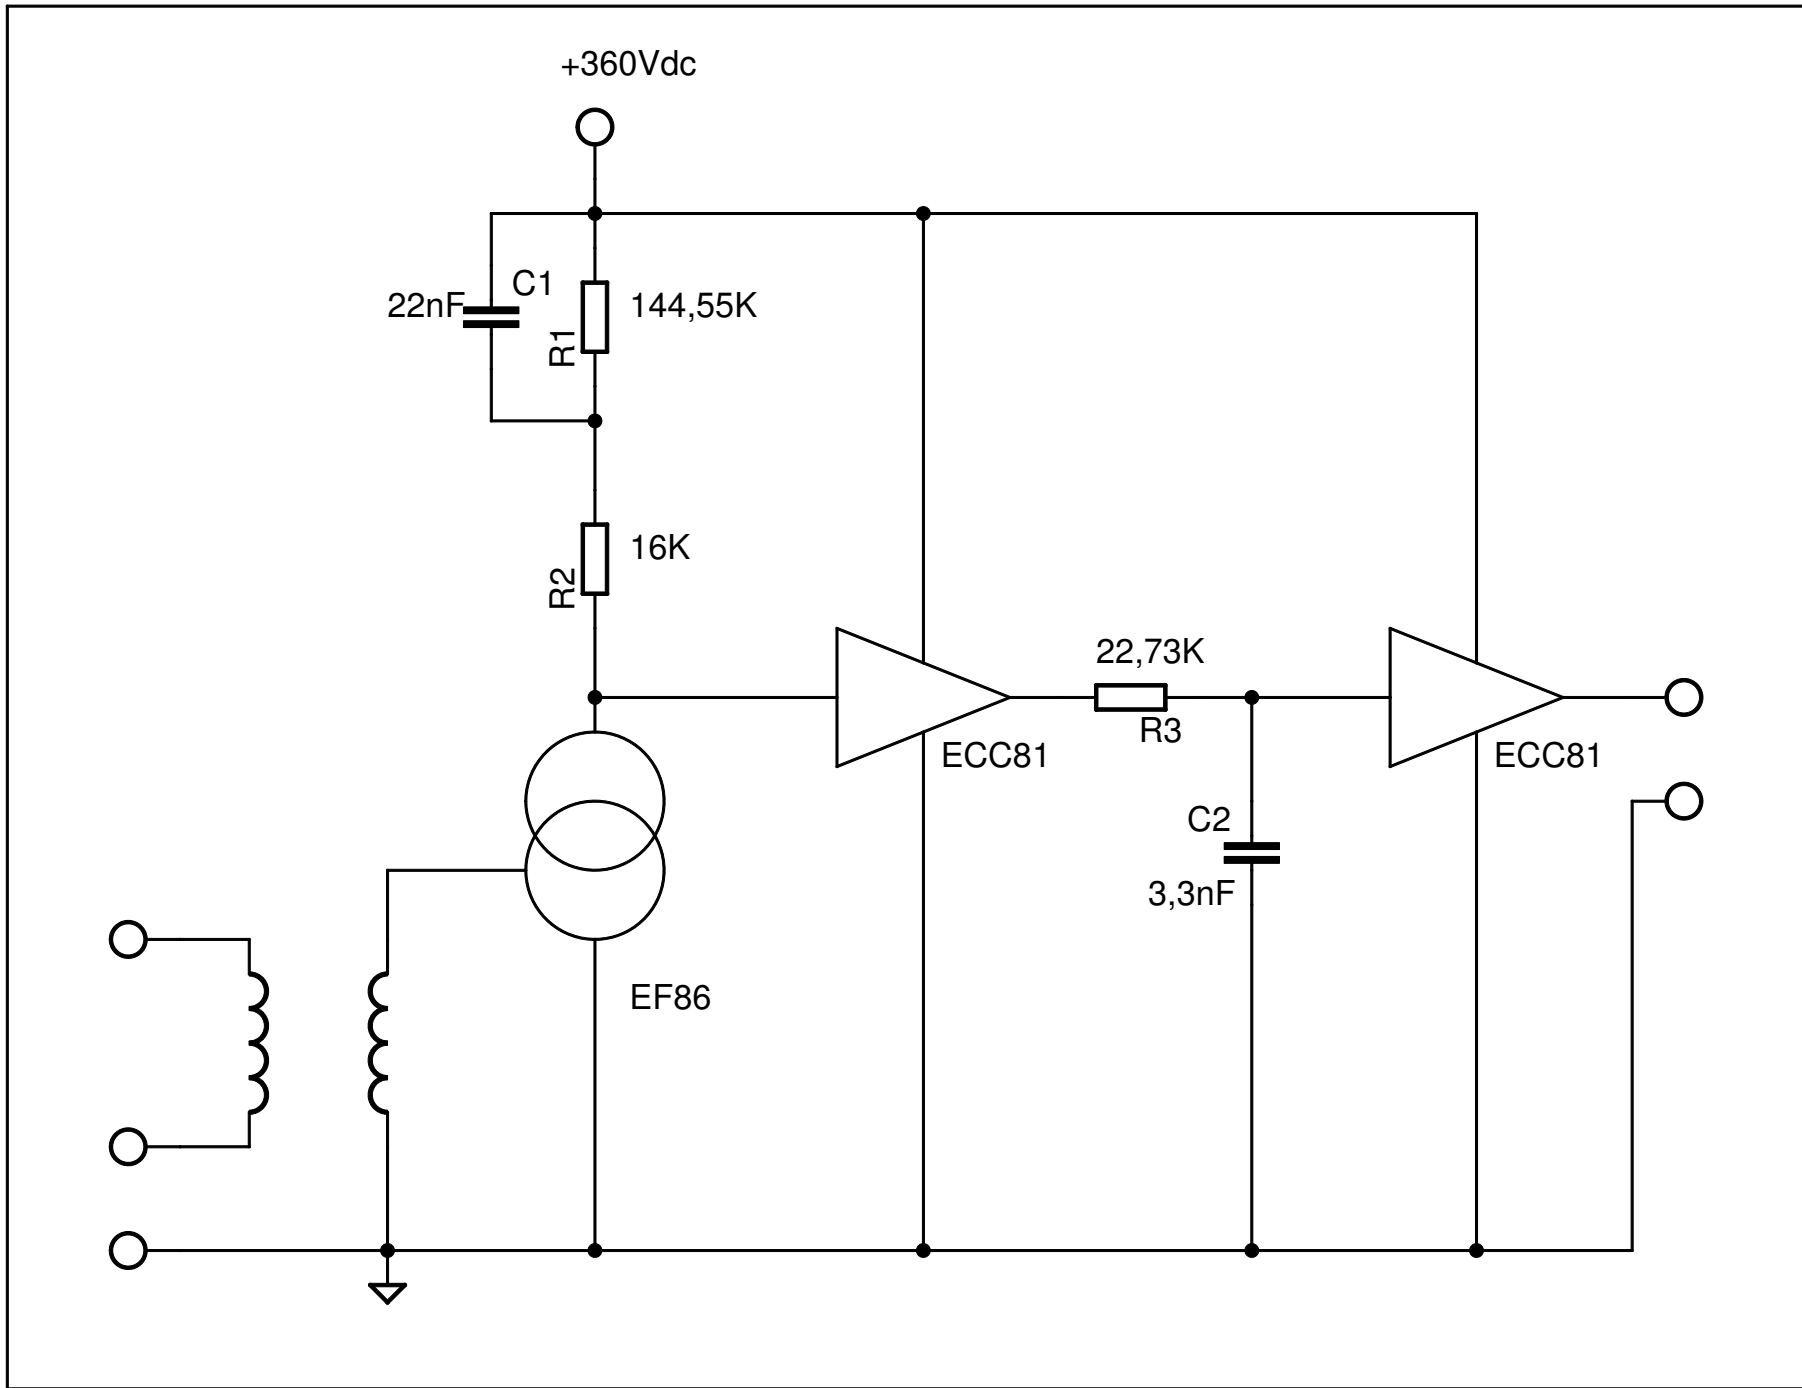 +360Vdc
C1
22nF
144,55K
R1
16K
R2
22,73K
R3
ECC81
ECC81
C2
3,3nF
EF86